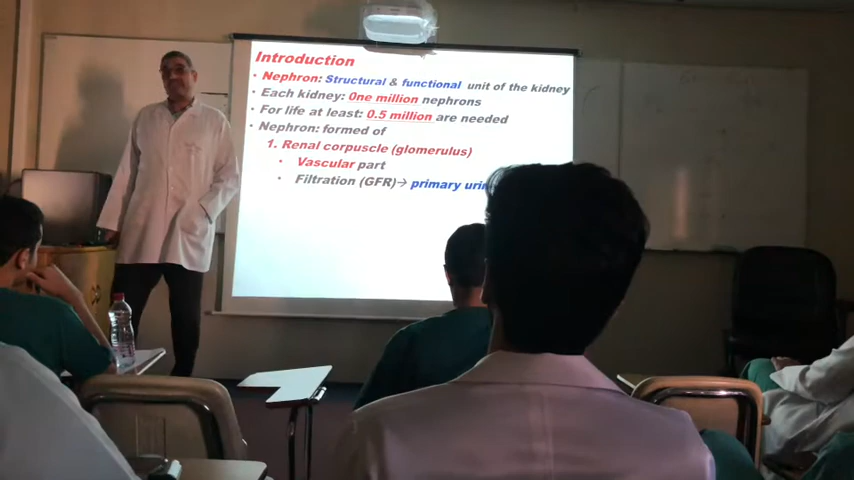 Introduction
• Nephron: Structural & functional unit of the kidney
• Each kidney: One million nephrons
• For life at least: 0.5 million are needed
• Nephron: formed of
1. Renal corpuscle (glomerulus)
• Vascular part
• Filtration (GFR)→ primary urin